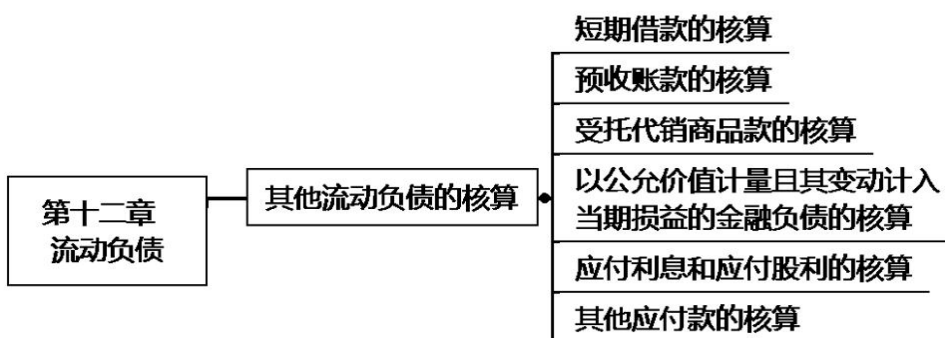 第十二章
流动负债
其他流动负债的核算
短期借款的核算
预收账款的核算
受托代销商品款的核算
以公允价值计量且其变动计入
当期损益的金融负债的核算
应付利息和应付股利的核算
其他应付款的核算